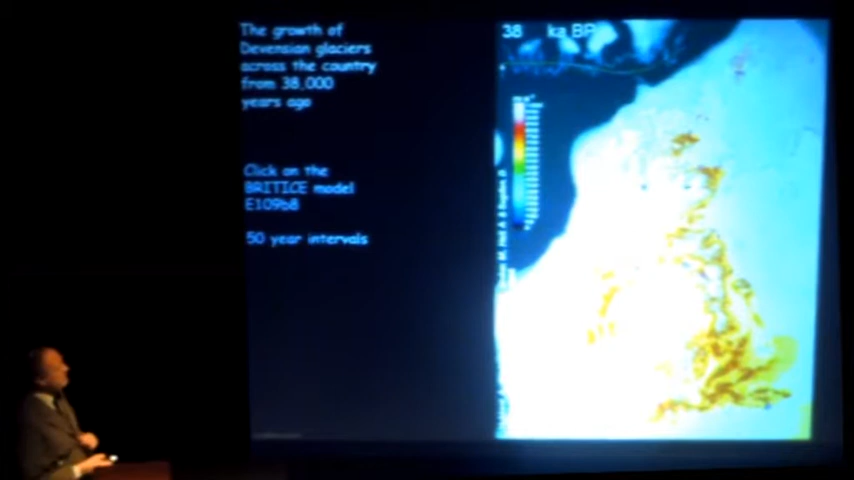 The growth of
Devensian glaciers
across the country
from 38,000
years ago
Click on the
BRITICE model
E109b8
50 year intervals
38 ka BP